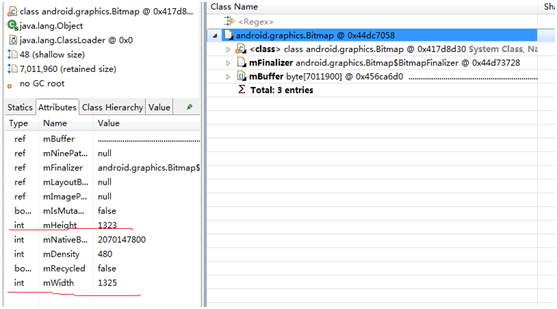 class android.graphics.Bitmap @ 0x417d8...
java.lang.Object
java.lang.ClassLoader @ 0x0
48 (shallow size)
7,011,960 (retained size)
no GC root
Statics Attributes Class Hierarchy Value
Type Name Value
ref mBuffer ....................................
ref mNinePat... null
ref mFinalizer android.graphics.Bitmap$
ref mLayoutB... null
ref mImageP... null
bo... mIsMuta... false
int mHeight 1323
int mNativeB... 2070147800
int mDensity 480
bo... mRecycled false
int mWidth 1325
Class Name Sh
<Regex>
android.graphics.Bitmap @ 0x44dc7058
<class> class android.graphics.Bitmap @ 0x417d8d30 System Class, Na
mFinalizer android.graphics.Bitmap$BitmapFinalizer @ 0x44d73728
mBuffer byte[7011900] @ 0x456ca6d0 ....................................
Σ Total: 3 entries